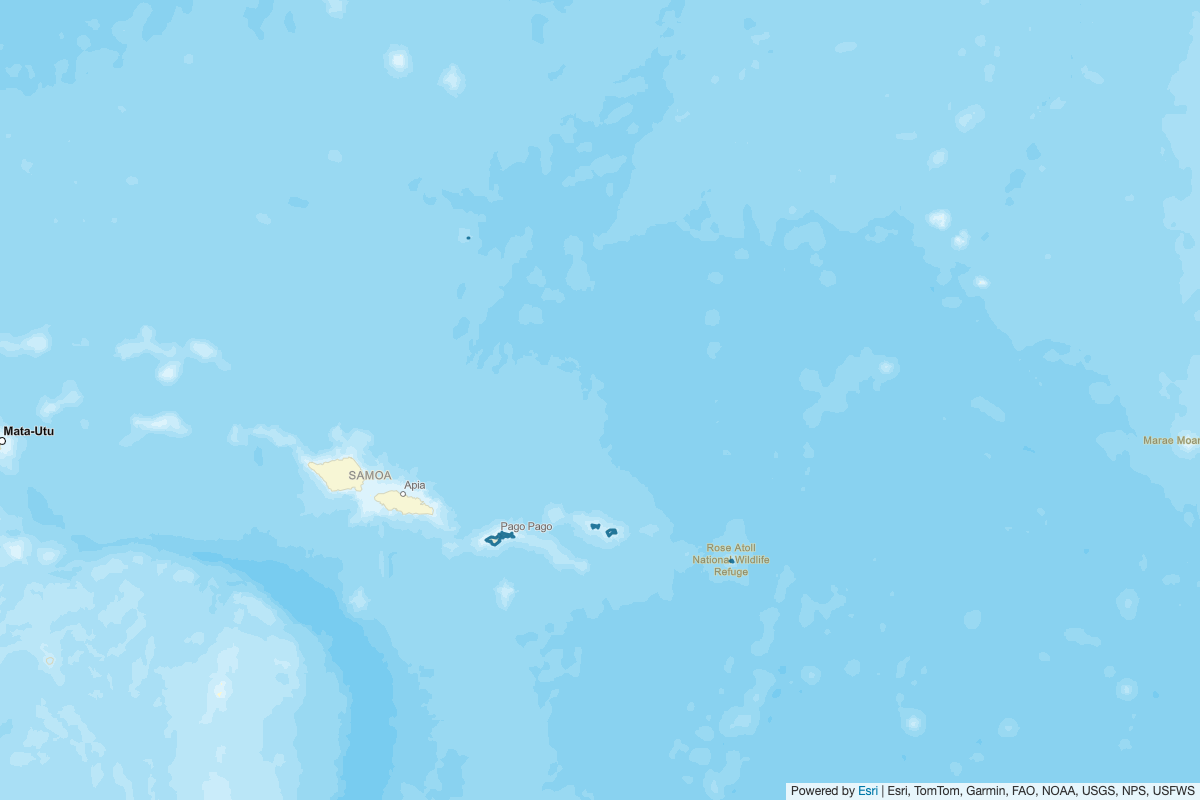 Mata-Utu
SAMOA
Apia
Pago Pago
Rose Atoll
National Wildlife
Refuge
Marae Moar
Powered by Esri | Esri, TomTom, Garmin, FAO, NOAA, USGS, NPS, USFWS